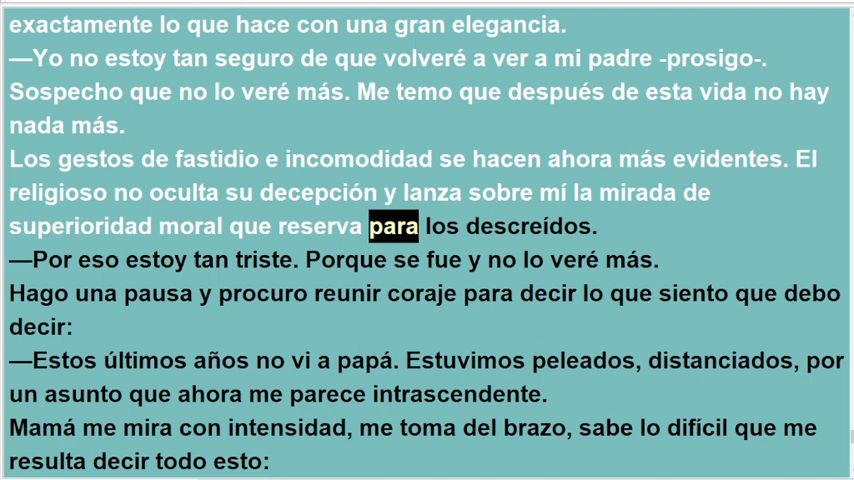 exactamente lo que hace con una gran elegancia.
—Yo no estoy tan seguro de que volveré a ver a mi padre -prosigo-.
Sospecho que no lo veré más. Me temo que después de esta vida no hay
nada más.
Los gestos de fastidio e incomodidad se hacen ahora más evidentes. El
religioso no oculta su decepción y lanza sobre mí la mirada de
superioridad moral que reserva para los descreídos.
—Por eso estoy tan triste. Porque se fue y no lo veré más.
Hago una pausa y procuro reunir coraje para decir lo que siento que debo
decir:
—Estos últimos años no vi a papá. Estuvimos peleados, distanciados, por
un asunto que ahora me parece intrascendente.
Mamá me mira con intensidad, me toma del brazo, sabe lo difícil que me
resulta decir todo esto: